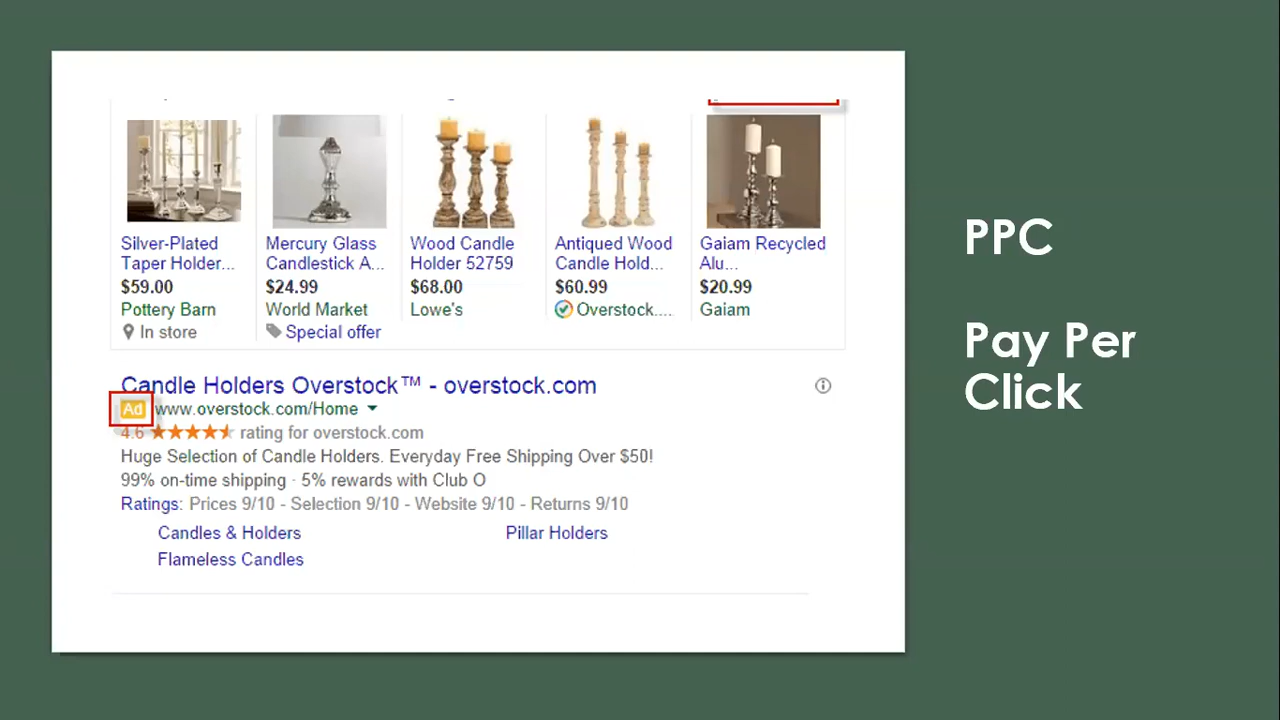 PPC
Pay Per
Click
Silver-Plated
Taper Holder...
$59.00
Pottery Barn
In store
Mercury Glass
Candlestick A...
$24.99
World Market
Special offer
Wood Candle
Holder 52759
$68.00
Lowe's
Antiqued Wood
Candle Hold...
$60.99
Overstock....
Gaiam Recycled
Alu...
$20.99
Gaiam
Candle Holders Overstock™ - overstock.com
Ad www.overstock.com/Home
4.6 rating for overstock.com
Huge Selection of Candle Holders. Everyday Free Shipping Over $50!
99% on-time shipping · 5% rewards with Club O
Ratings: Prices 9/10 - Selection 9/10 - Website 9/10 - Returns 9/10
Candles & Holders
Pillar Holders
Flameless Candles